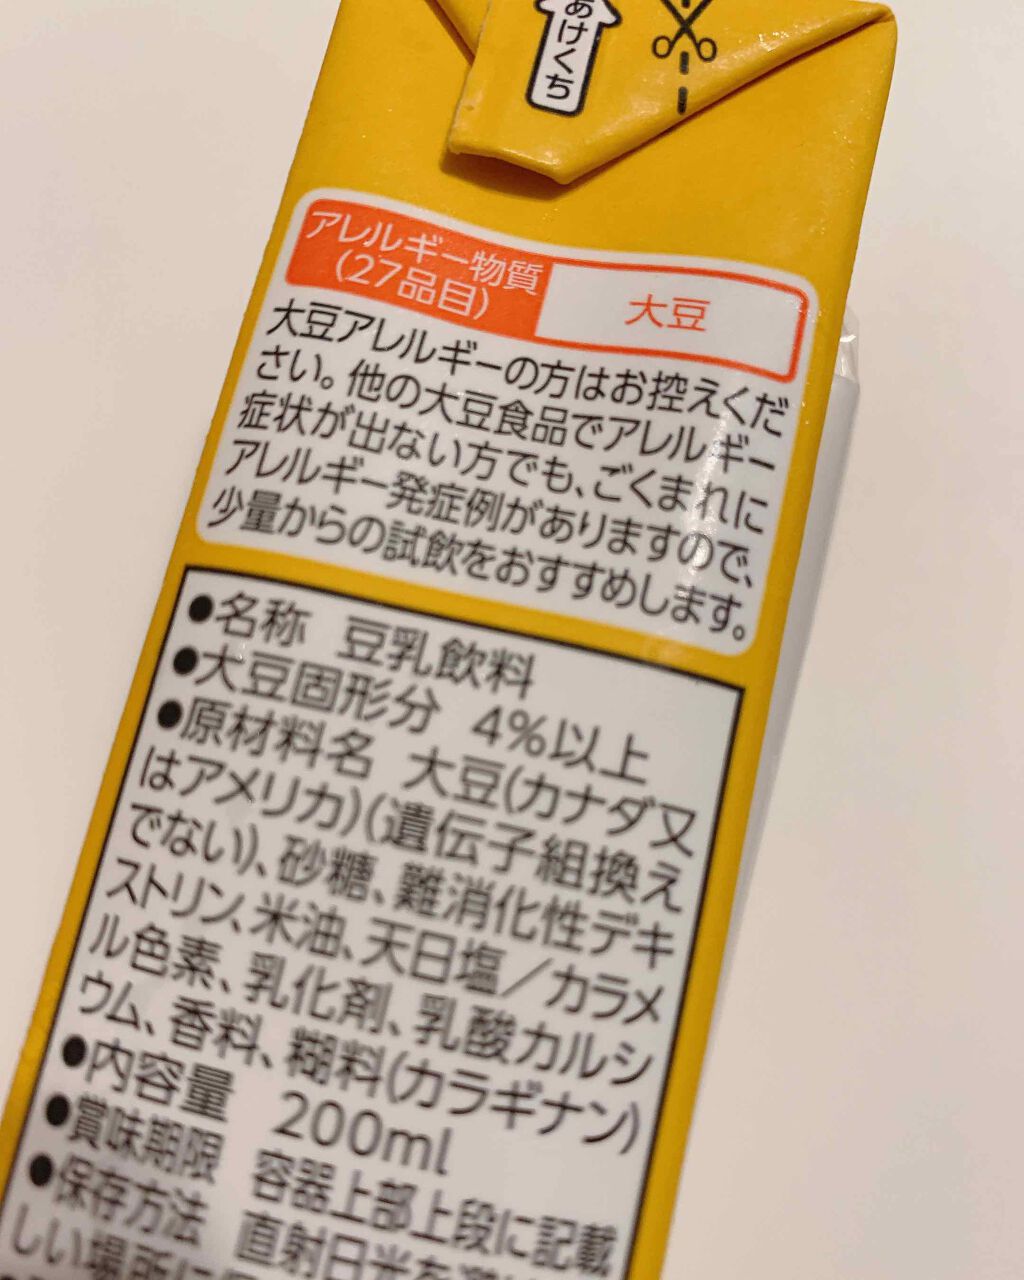 あけくち
アレルギー物質
(27品目)
大豆
大豆アレルギーの方はお控えくだ
さい。他の大豆食品でアレルギー
症状が出ない方でも、ごくまれに
アレルギー発症例がありますので、
少量からの試飲をおすすめします。
●名称 豆乳飲料
●大豆固形分 4%以上
●原材料名 大豆(カナダ又
はアメリカ)(遺伝子組換え
でない)、砂糖、難消化性デキ
ストリン、米油、天日塩／カラメ
ル色素、乳化剤、乳酸カルシ
ウム、香料、糊料(カラギナン)
●内容量 200ml
●賞味期限 容器上部上段に記載
●保存方法 直射日光を避け
しい場所に